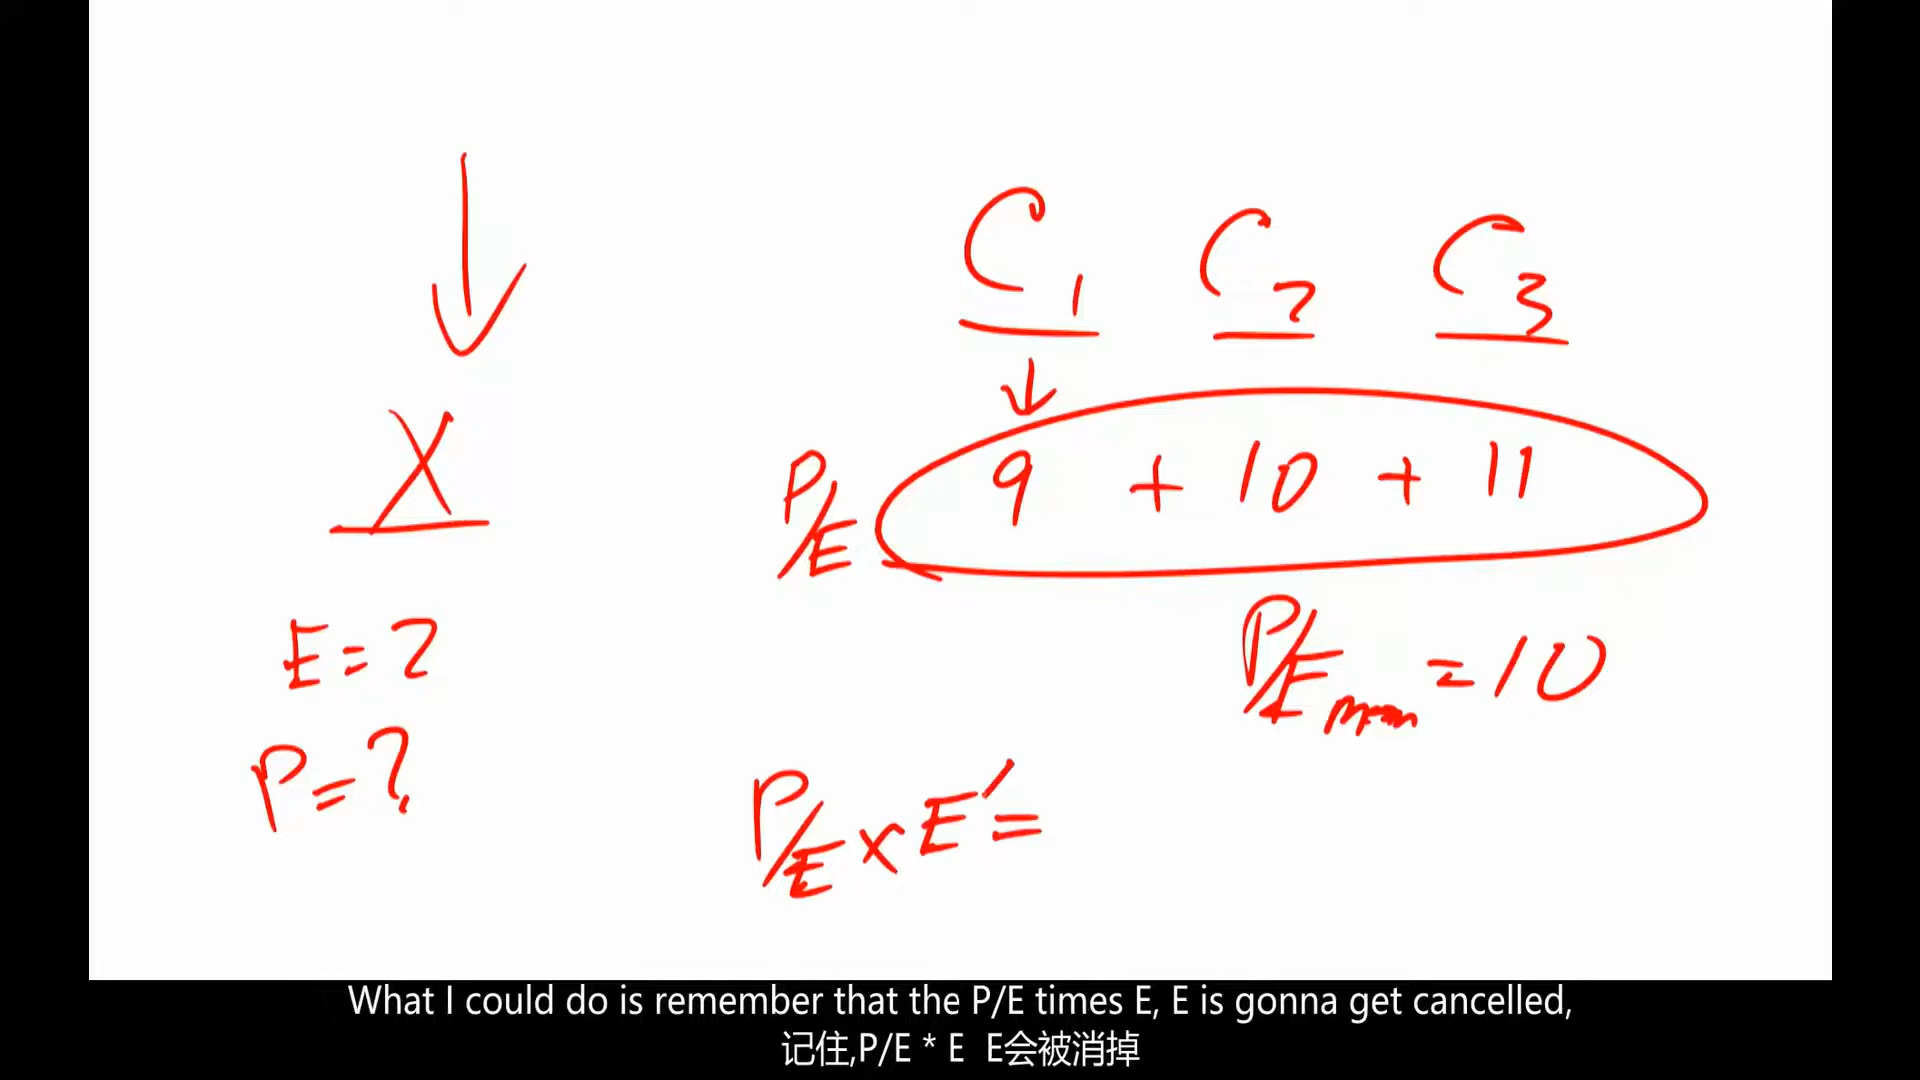 C1 C2 C3
X
P/E 9 + 10 + 11
E = 2
P/E mean = 10
P = ?
P/E x E' =
What I could do is remember that the P/E times E, E is gonna get cancelled,
记住,P/E * E E会被消掉